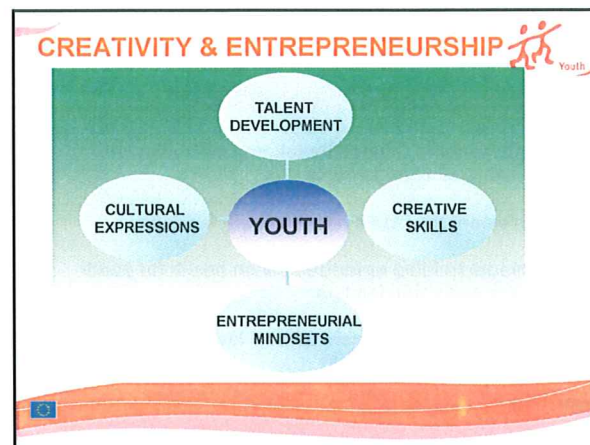 CREATIVITY & ENTREPRENEURSHIP
Youth
TALENT
DEVELOPMENT
CULTURAL
EXPRESSIONS
YOUTH
CREATIVE
SKILLS
ENTREPRENEURIAL
MINDSETS